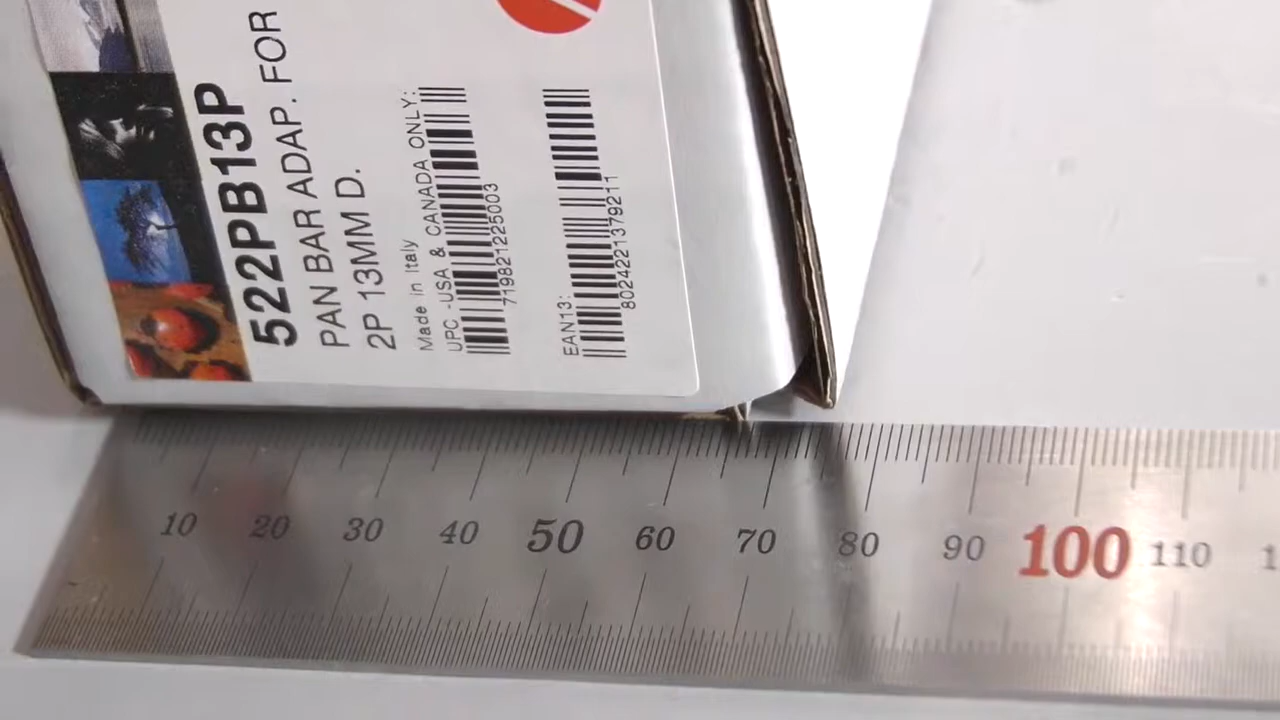 522PB13P
PAN BAR ADAP. FOR
2P 13MM D.
Made in Italy
UPC -USA & CANADA ONLY:
719821225003
EAN13:
8024221379211
10 20 30 40 50 60 70 80 90 100 110